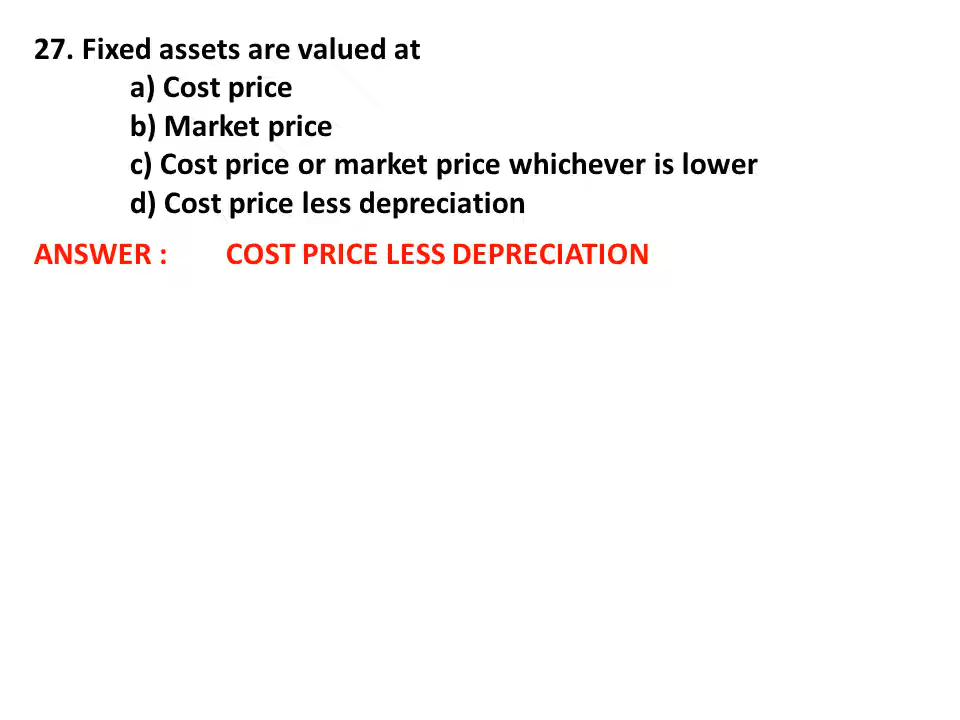 27. Fixed assets are valued at
a) Cost price
b) Market price
c) Cost price or market price whichever is lower
d) Cost price less depreciation
ANSWER : COST PRICE LESS DEPRECIATION